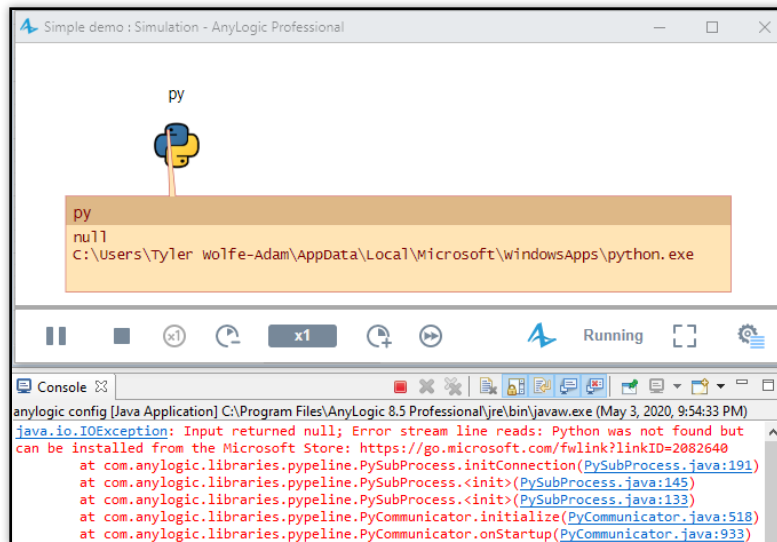 Simple demo : Simulation - AnyLogic Professional
py
py
null
C:\Users\Tyler Wolfe-Adam\AppData\Local\Microsoft\WindowsApps\python.exe
x1 x1 Running
Console
anylogic config [Java Application] C:\Program Files\AnyLogic 8.5 Professional\jre\bin\javaw.exe (May 3, 2020, 9:54:33 PM)
java.io.IOException: Input returned null; Error stream line reads: Python was not found but
can be installed from the Microsoft Store: https://go.microsoft.com/fwlink?linkID=2082640
at com.anylogic.libraries.pypeline.PySubProcess.initConnection(PySubProcess.java:191)
at com.anylogic.libraries.pypeline.PySubProcess.<init>(PySubProcess.java:145)
at com.anylogic.libraries.pypeline.PySubProcess.<init>(PySubProcess.java:133)
at com.anylogic.libraries.pypeline.PyCommunicator.initialize(PyCommunicator.java:518)
at com.anylogic.libraries.pypeline.PyCommunicator.onStartup(PyCommunicator.java:933)